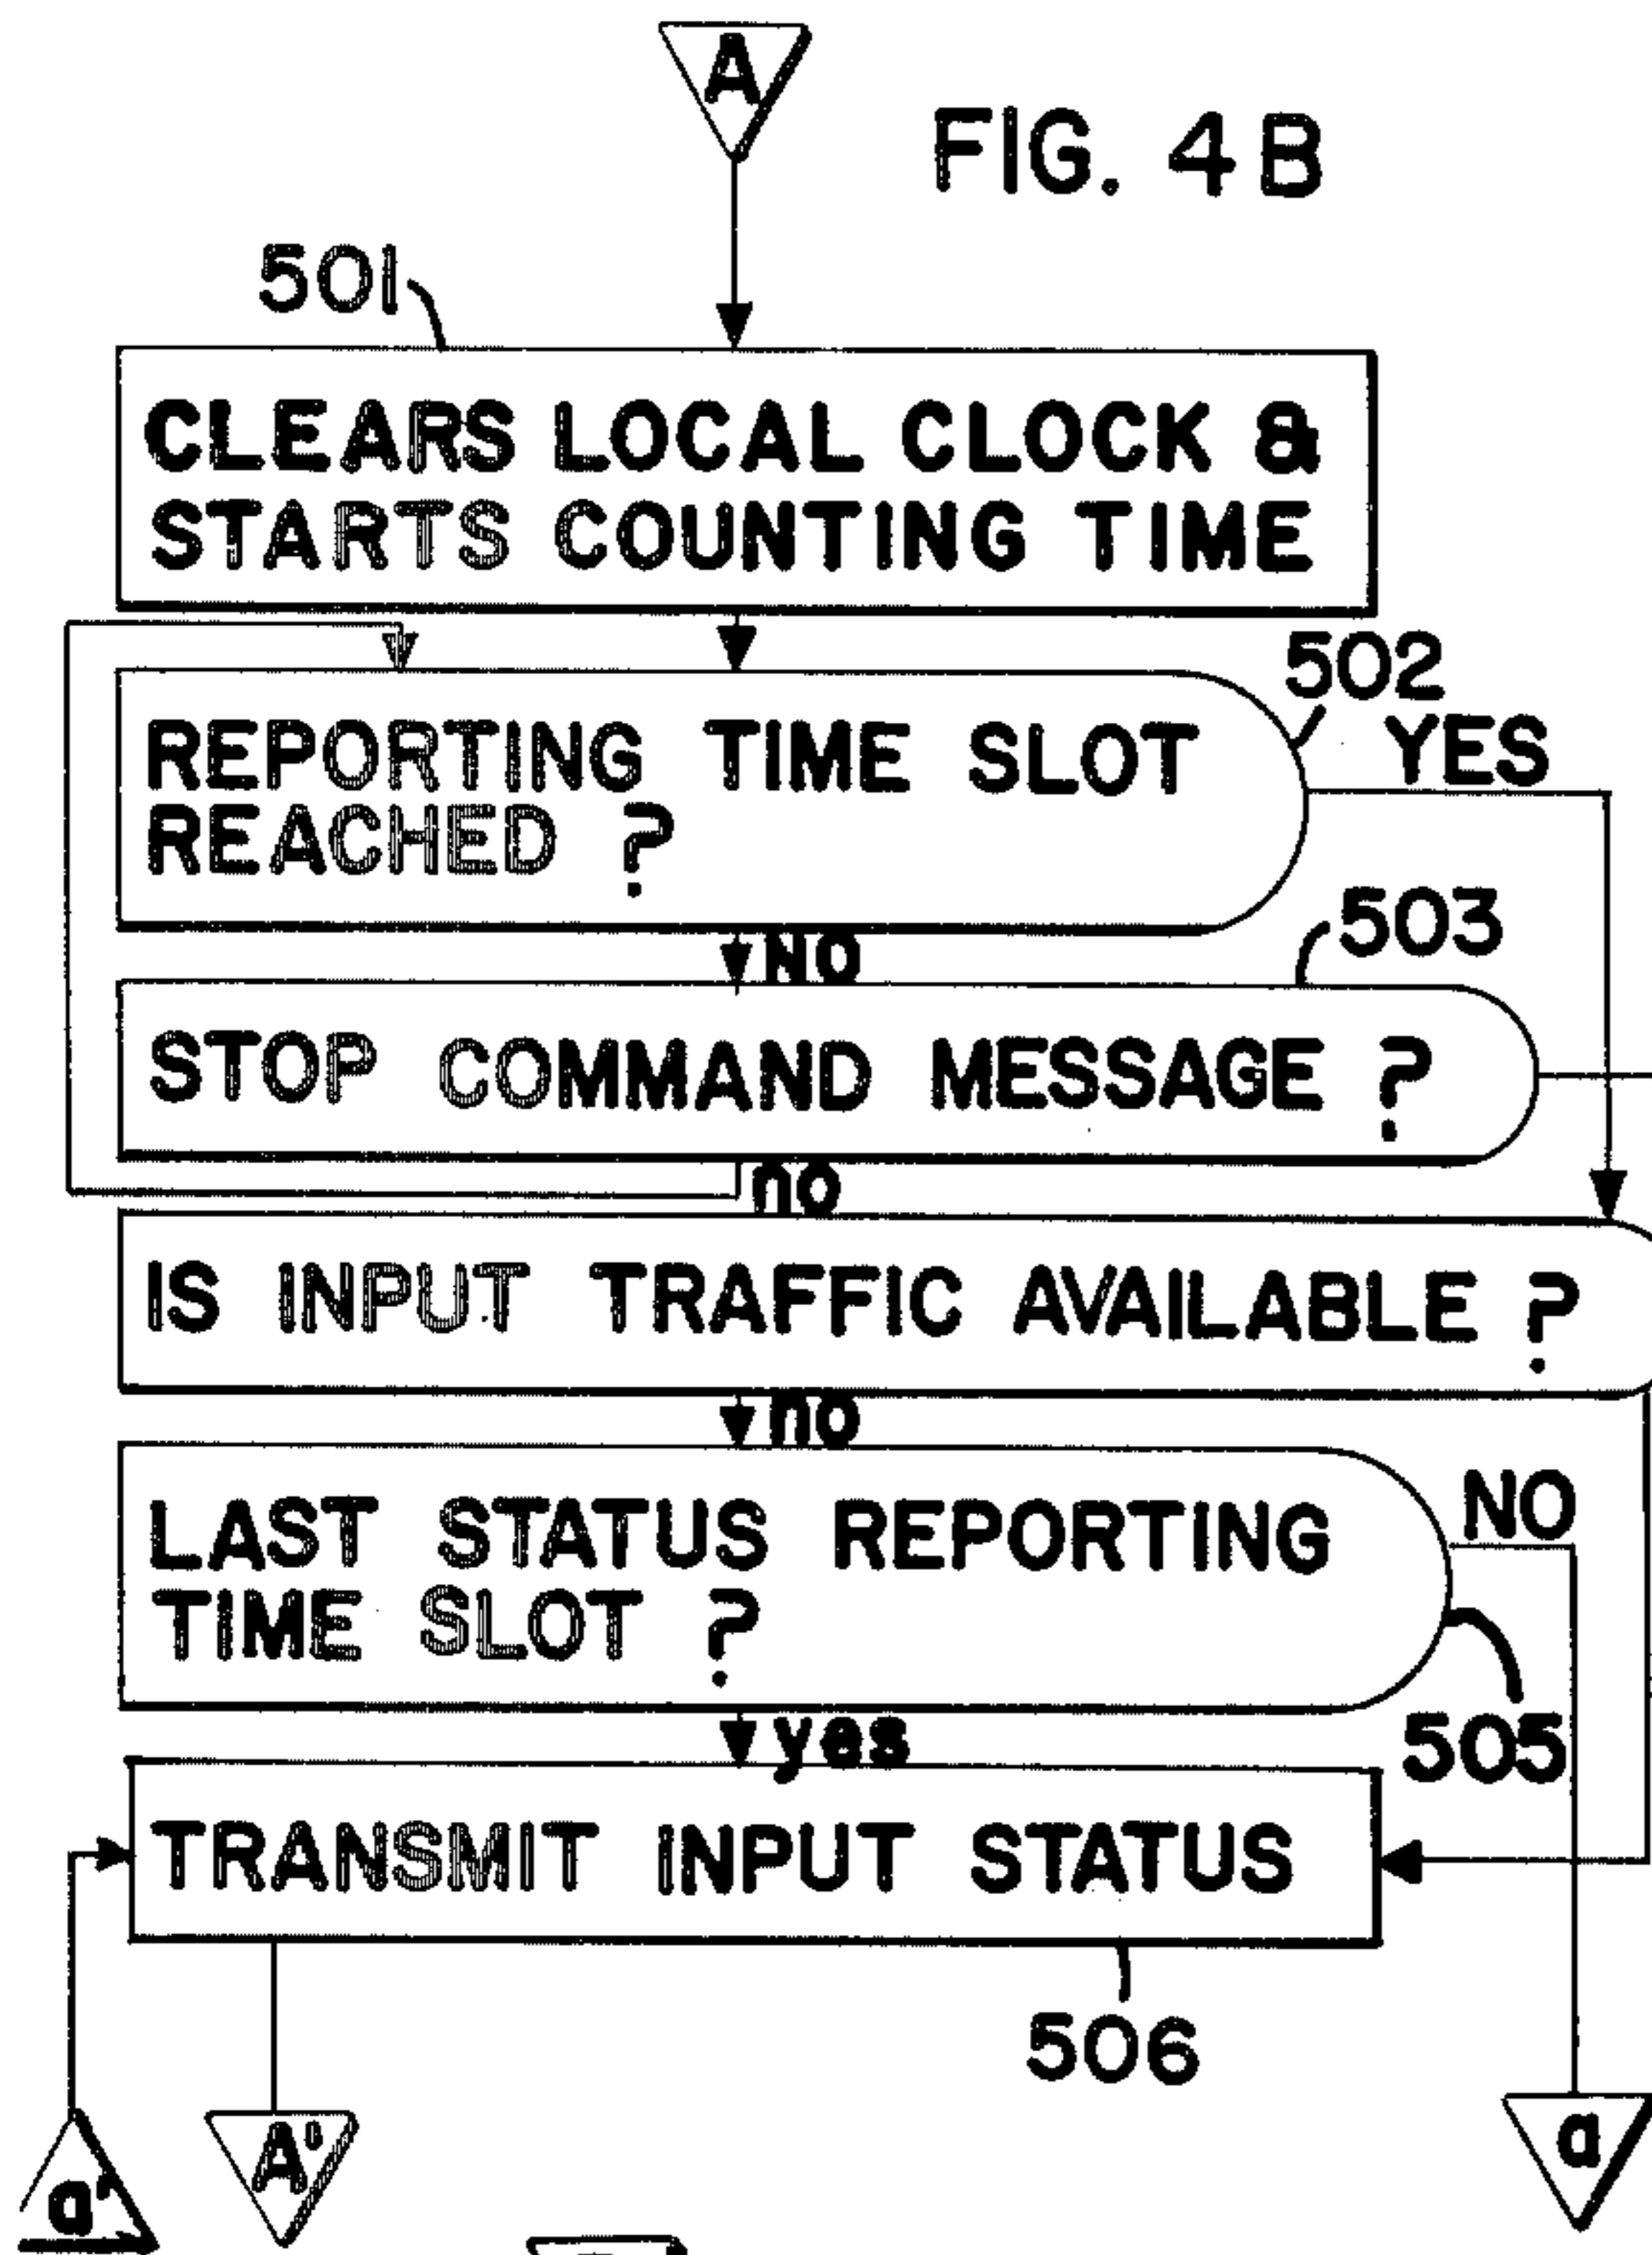 A
FIG. 4B
501
CLEARS LOCAL CLOCK &
STARTS COUNTING TIME
502
YES
REPORTING TIME SLOT
REACHED ?
NO
503
STOP COMMAND MESSAGE ?
no
IS INPUT TRAFFIC AVAILABLE ?
no
LAST STATUS REPORTING
TIME SLOT ?
NO
505
yes
TRANSMIT INPUT STATUS
506
a'
A'
a